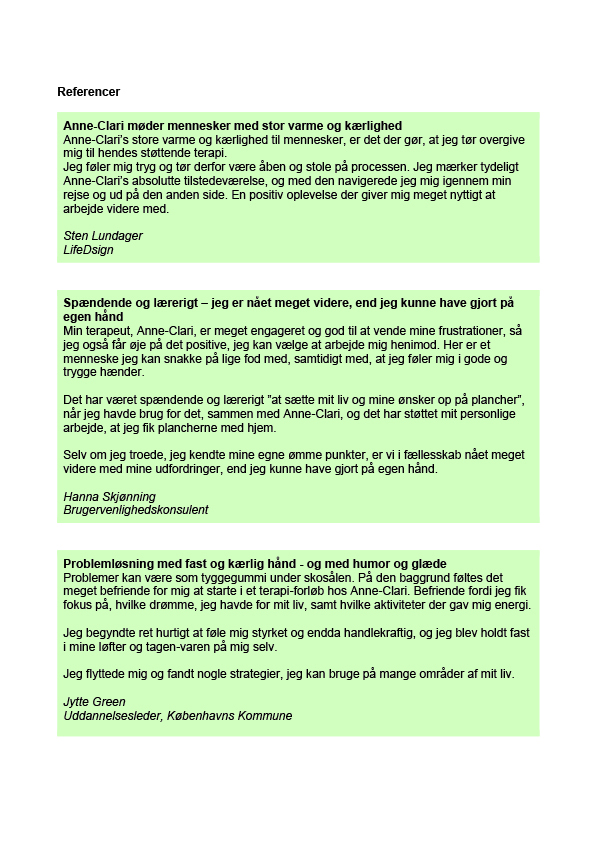 Referencer
Anne-Clari møder mennesker med stor varme og kærlighed
Anne-Clari's store varme og kærlighed til mennesker, er det der gør, at jeg tør overgive
mig til hendes støttende terapi.
Jeg føler mig tryg og tør derfor være åben og stole på processen. Jeg mærker tydeligt
Anne-Clari's absolutte tilstedeværelse, og med den navigerede jeg mig igennem min
rejse og ud på den anden side. En positiv oplevelse der giver mig meget nyttigt at
arbejde videre med.
Sten Lundager
LifeDsign
Spændende og lærerigt – jeg er nået meget videre, end jeg kunne have gjort på
egen hånd
Min terapeut, Anne-Clari, er meget engageret og god til at vende mine frustrationer, så
jeg også får øje på det positive, jeg kan vælge at arbejde mig henimod. Her er et
menneske jeg kan snakke på lige fod med, samtidigt med, at jeg føler mig i gode og
trygge hænder.
Det har været spændende og lærerigt "at sætte mit liv og mine ønsker op på plancher",
når jeg havde brug for det, sammen med Anne-Clari, og det har støttet mit personlige
arbejde, at jeg fik plancherne med hjem.
Selv om jeg troede, jeg kendte mine egne ømme punkter, er vi i fællesskab nået meget
videre med mine udfordringer, end jeg kunne have gjort på egen hånd.
Hanna Skjønning
Brugervenlighedskonsulent
Problemløsning med fast og kærlig hånd - og med humor og glæde
Problemer kan være som tyggegummi under skosålen. På den baggrund føltes det
meget befriende for mig at starte i et terapi-forløb hos Anne-Clari. Befriende fordi jeg fik
fokus på, hvilke drømme, jeg havde for mit liv, samt hvilke aktiviteter der gav mig energi.
Jeg begyndte ret hurtigt at føle mig styrket og endda handlekraftig, og jeg blev holdt fast
i mine løfter og tagen-varen på mig selv.
Jeg flyttede mig og fandt nogle strategier, jeg kan bruge på mange områder af mit liv.
Jytte Green
Uddannelsesleder, Københavns Kommune